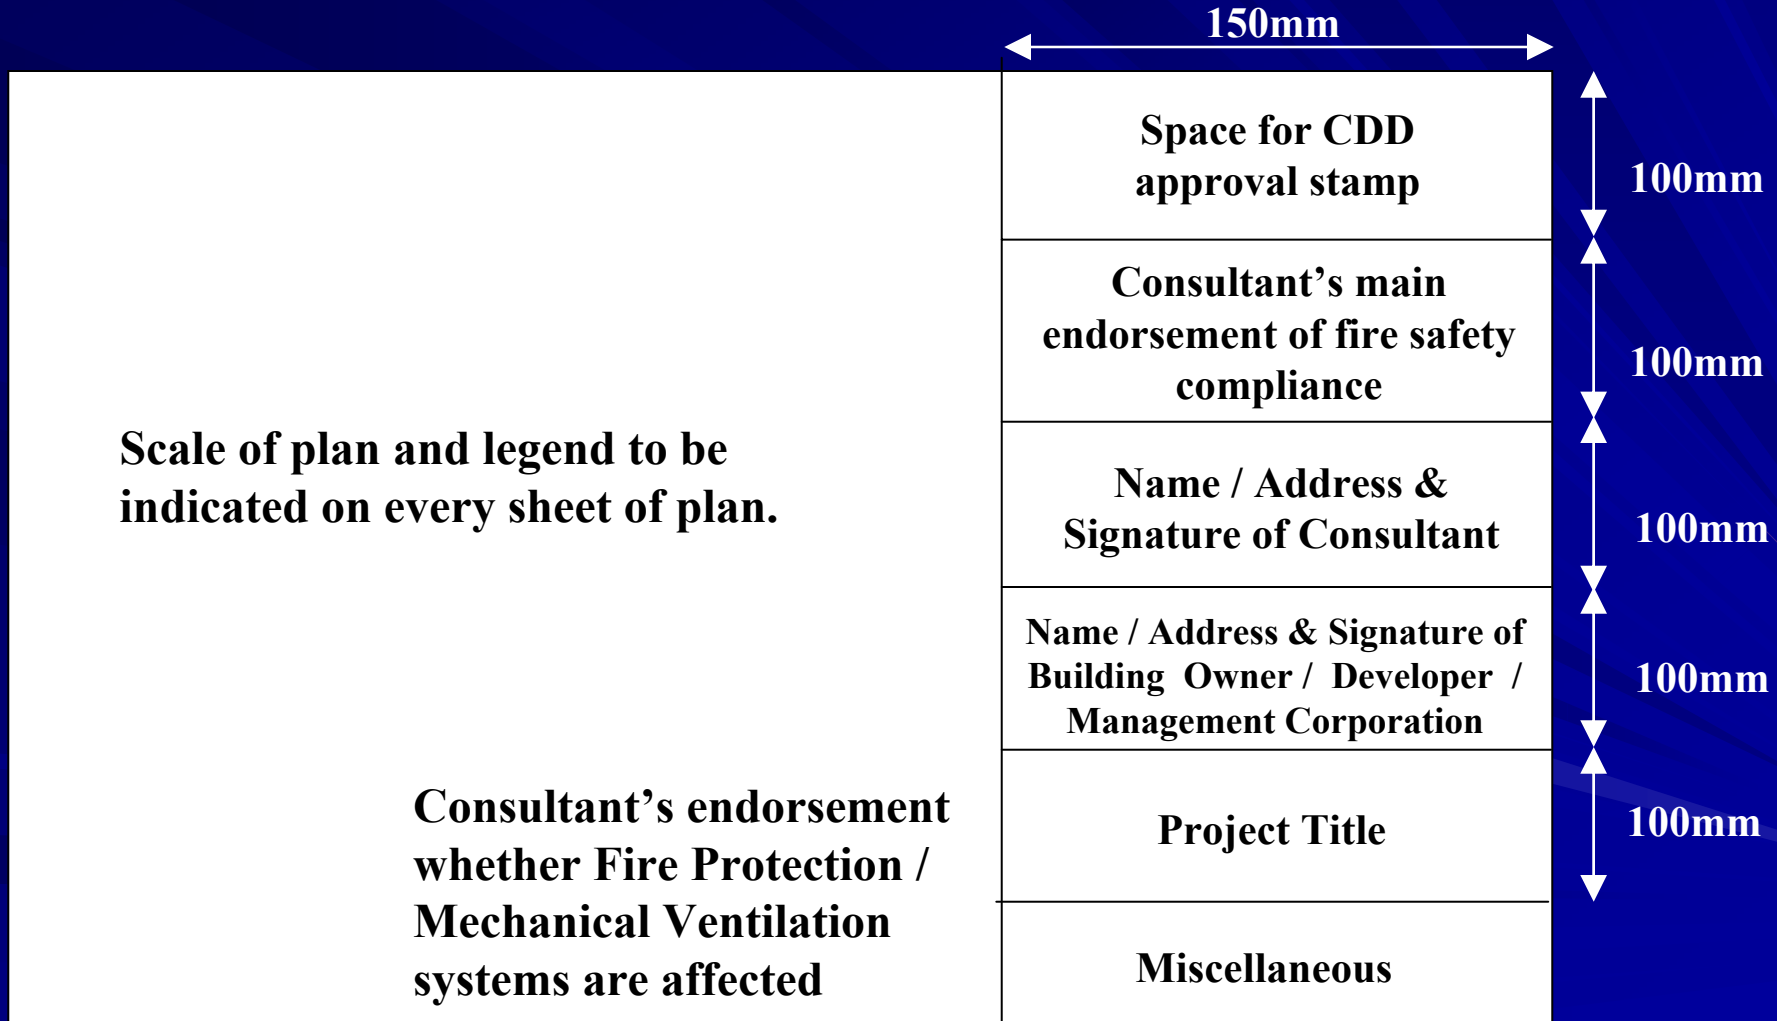 150mm
Space for CDD
approval stamp
100mm
Consultant’s main
endorsement of fire safety
compliance
100mm
Scale of plan and legend to be
indicated on every sheet of plan.
Name / Address &
Signature of Consultant
100mm
Name / Address & Signature of
Building Owner / Developer /
Management Corporation
100mm
Consultant’s endorsement
whether Fire Protection /
Mechanical Ventilation
systems are affected
Project Title
100mm
Miscellaneous